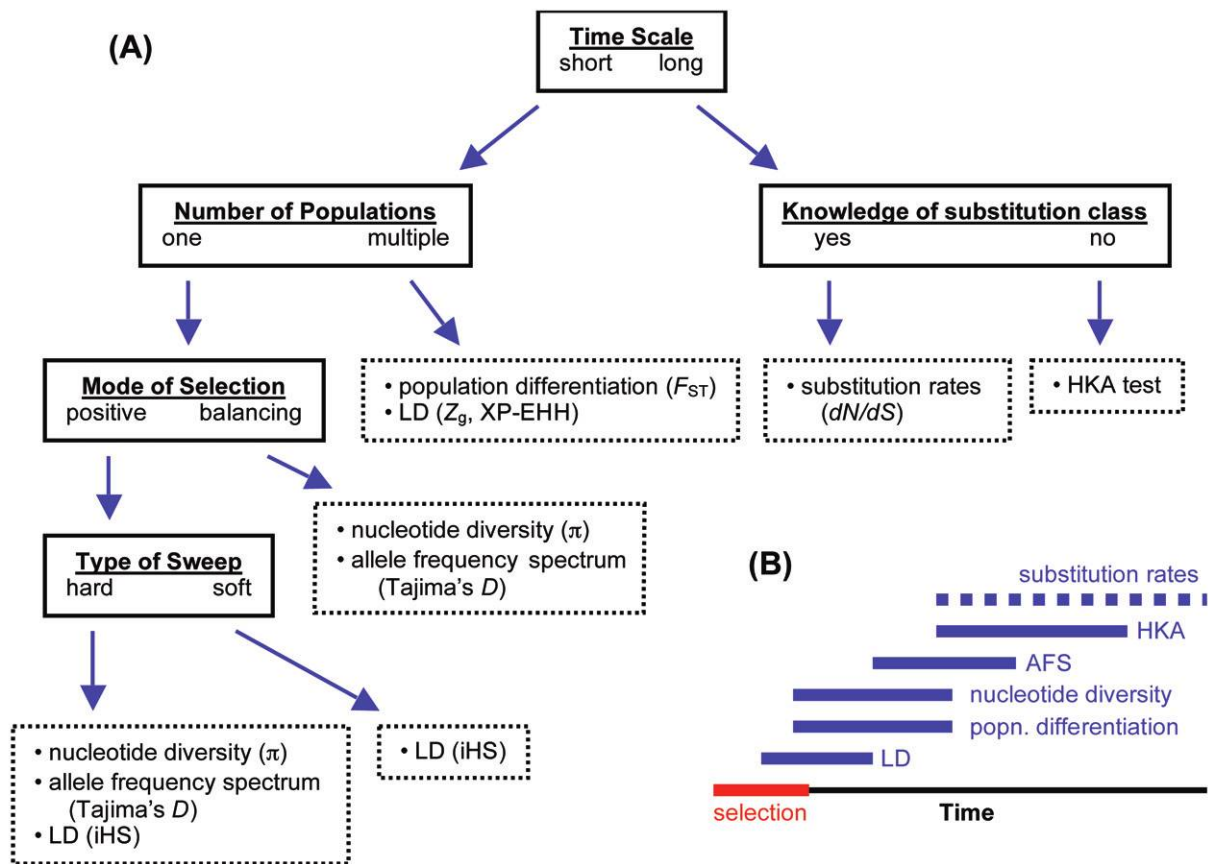 (A)
Time Scale
short long
Number of Populations
one multiple
Knowledge of substitution class
yes no
Mode of Selection
positive balancing
• population differentiation (FST)
• LD (Zg, XP-EHH)
• substitution rates
(dN/dS)
• HKA test
Type of Sweep
hard soft
• nucleotide diversity (π)
• allele frequency spectrum
(Tajima's D)
• nucleotide diversity (π)
• allele frequency spectrum
(Tajima's D)
• LD (iHS)
• LD (iHS)
(B)
substitution rates
HKA
AFS
nucleotide diversity
popn. differentiation
LD
selection
Time